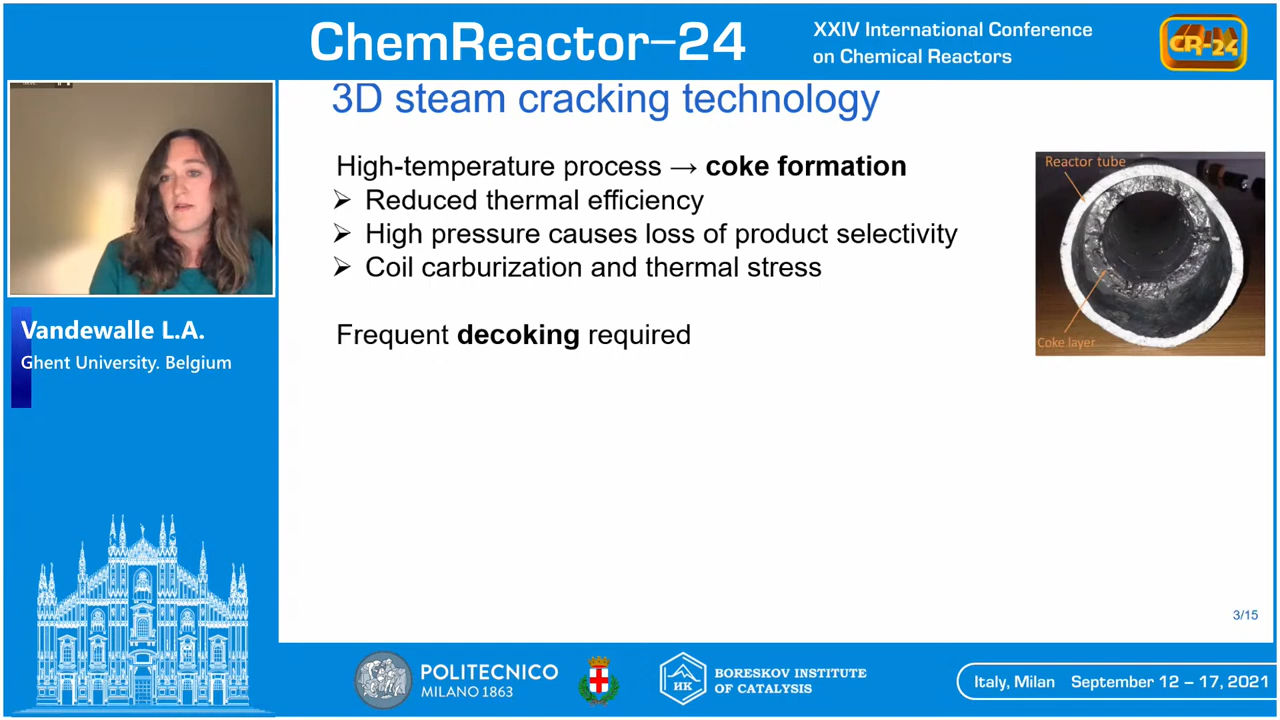 ChemReactor–24
XXIV International Conference
on Chemical Reactors
CR-24
3D steam cracking technology
High-temperature process → coke formation
➢ Reduced thermal efficiency
➢ High pressure causes loss of product selectivity
➢ Coil carburization and thermal stress
Frequent decoking required
Reactor tube
Coke layer
Vandewalle L.A.
Ghent University. Belgium
3/15
POLITECNICO
MILANO 1863
НК
BORESKOV INSTITUTE
OF CATALYSIS
Italy, Milan September 12 – 17, 2021